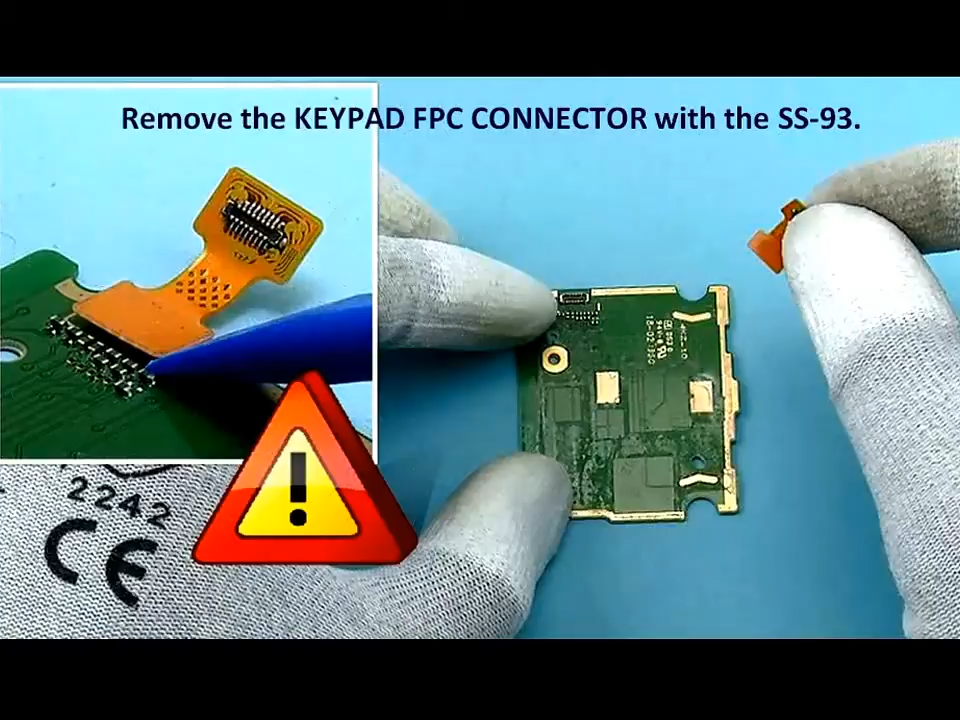 Remove the KEYPAD FPC CONNECTOR with the SS-93.
2242
CE